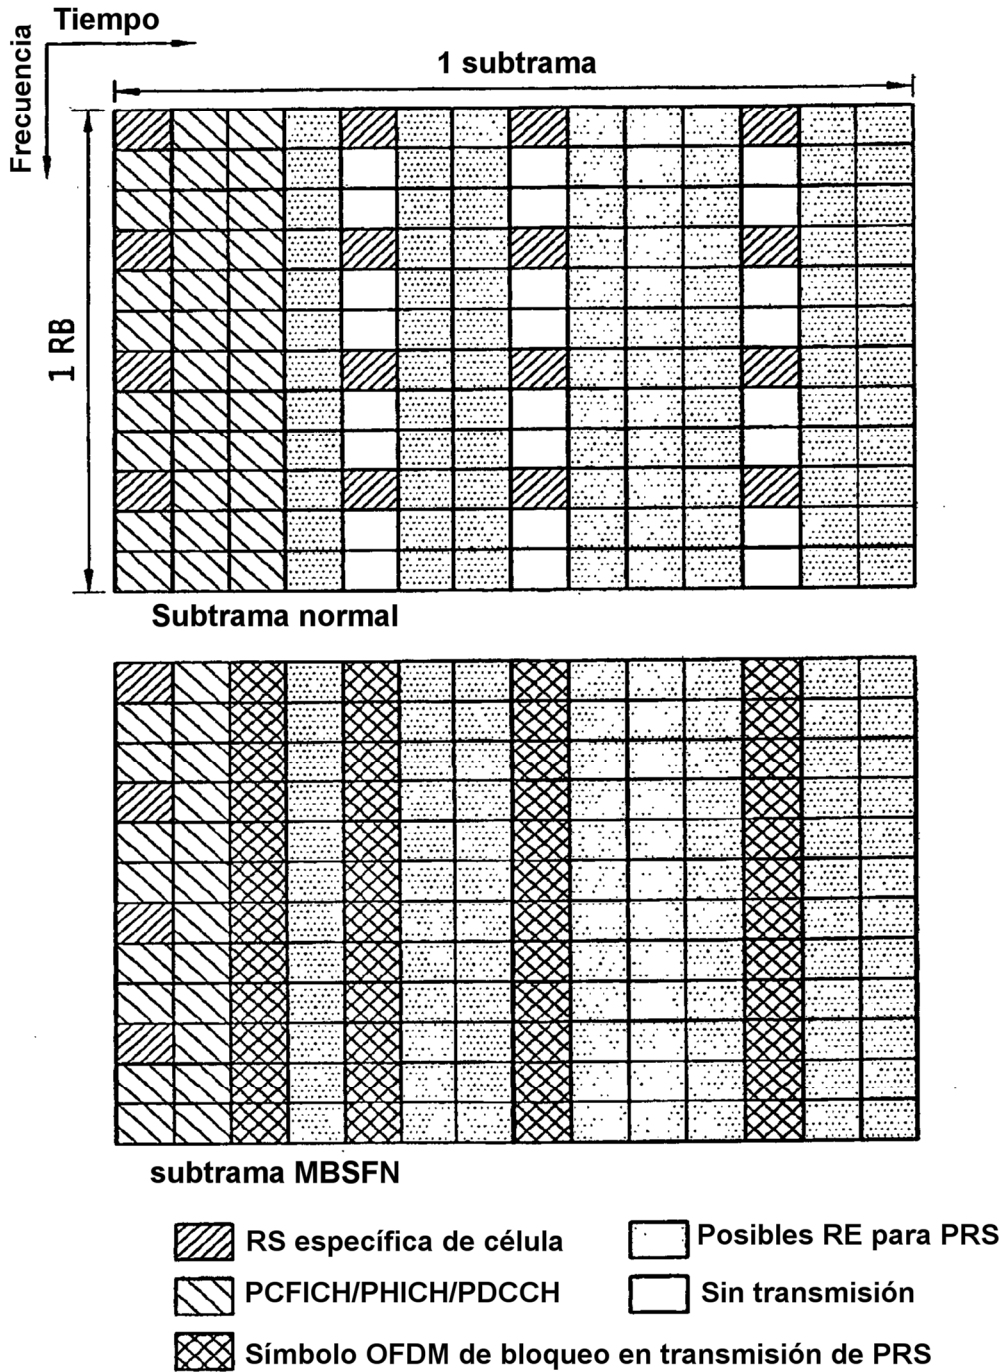 Tiempo
Frecuencia
1 subtrama
1 RB
Subtrama normal
subtrama MBSFN
RS específica de célula
Posibles RE para PRS
PCFICH/PHICH/PDCCH
Sin transmisión
Símbolo OFDM de bloqueo en transmisión de PRS